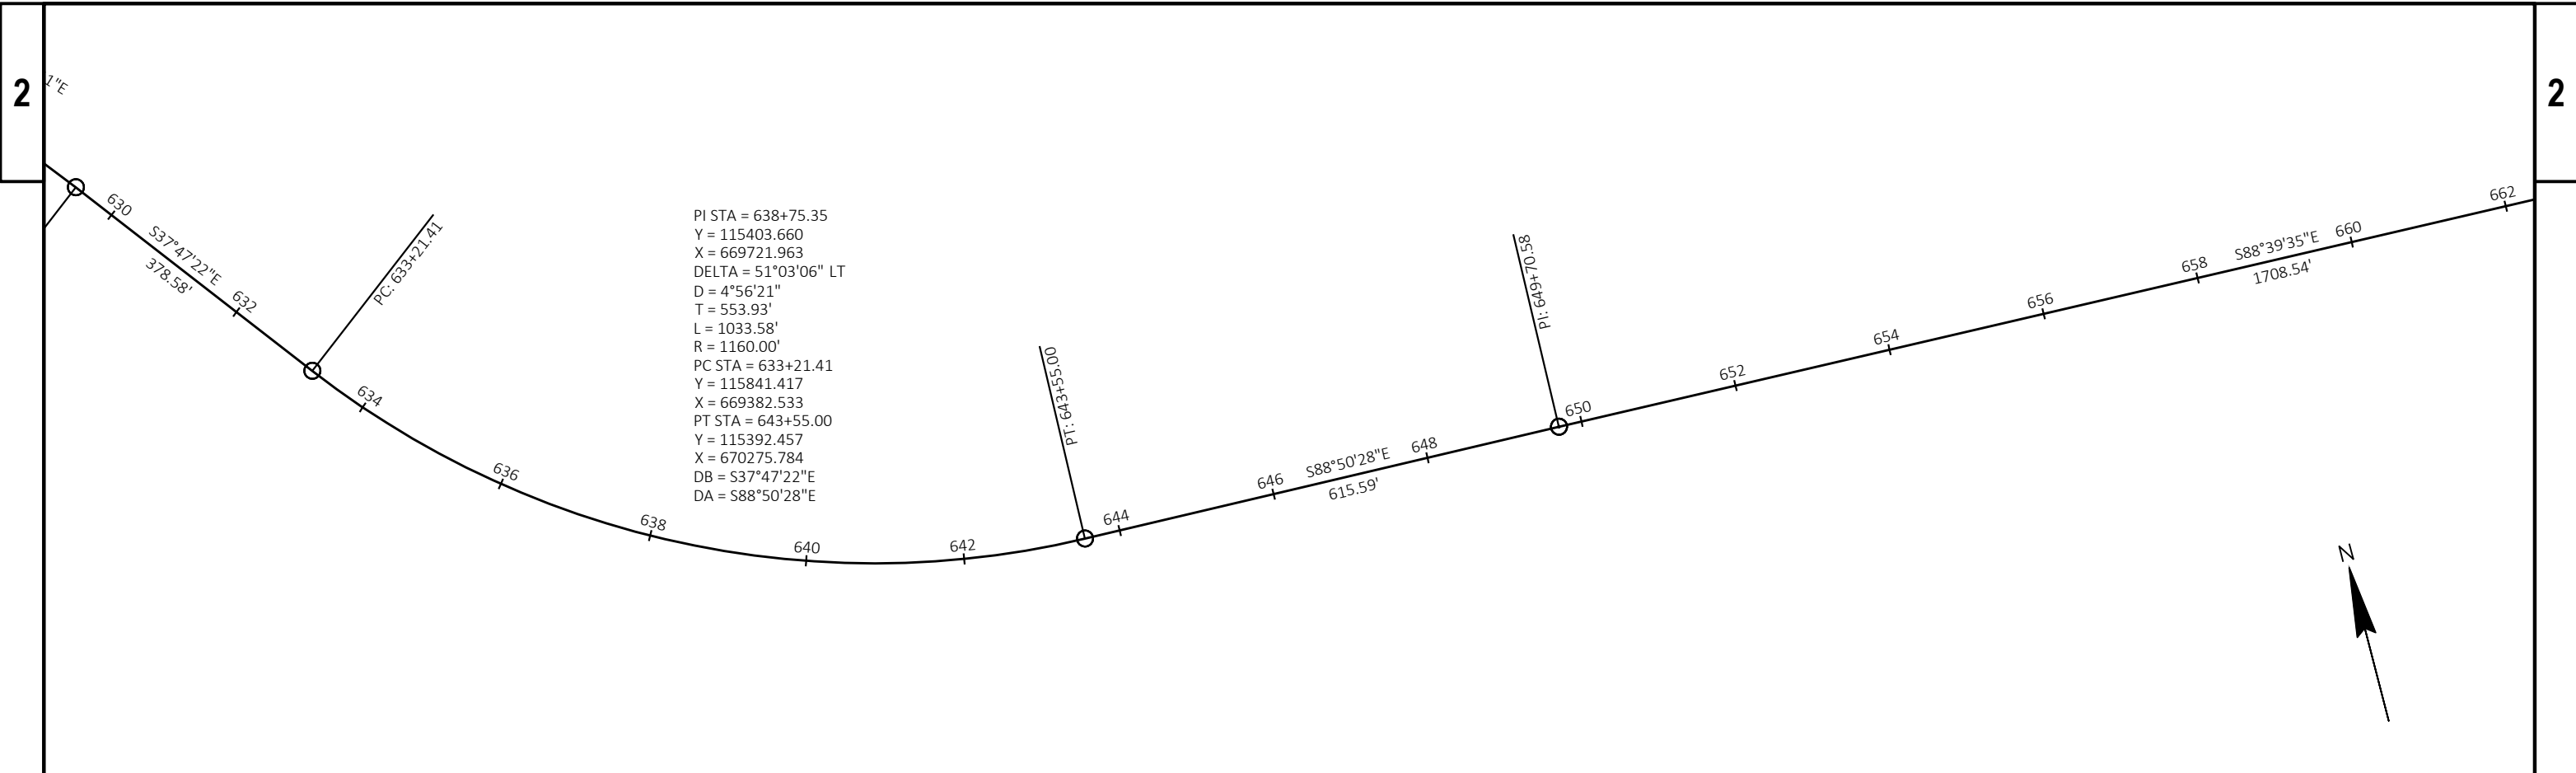 2
2
1"E
630
S37°47'22"E
378.58'
632
PC: 633+21.41
634
636
638
640
642
PI STA = 638+75.35
Y = 115403.660
X = 669721.963
DELTA = 51°03'06" LT
D = 4°56'21"
T = 553.93'
L = 1033.58'
R = 1160.00'
PC STA = 633+21.41
Y = 115841.417
X = 669382.533
PT STA = 643+55.00
Y = 115392.457
X = 670275.784
DB = S37°47'22"E
DA = S88°50'28"E
PT: 643+55.00
644
646
S88°50'28"E
615.59'
648
PI: 649+70.58
650
652
654
656
658
S88°39'35"E
1708.54'
660
662
N